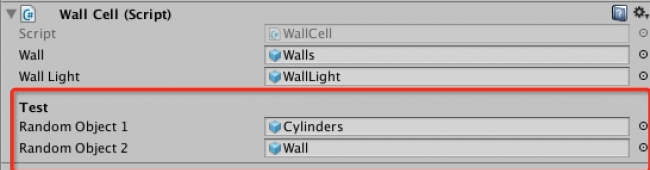 Wall Cell (Script)
Script WallCell
Wall Walls
Wall Light WallLight
Test
Random Object 1 Cylinders
Random Object 2 Wall